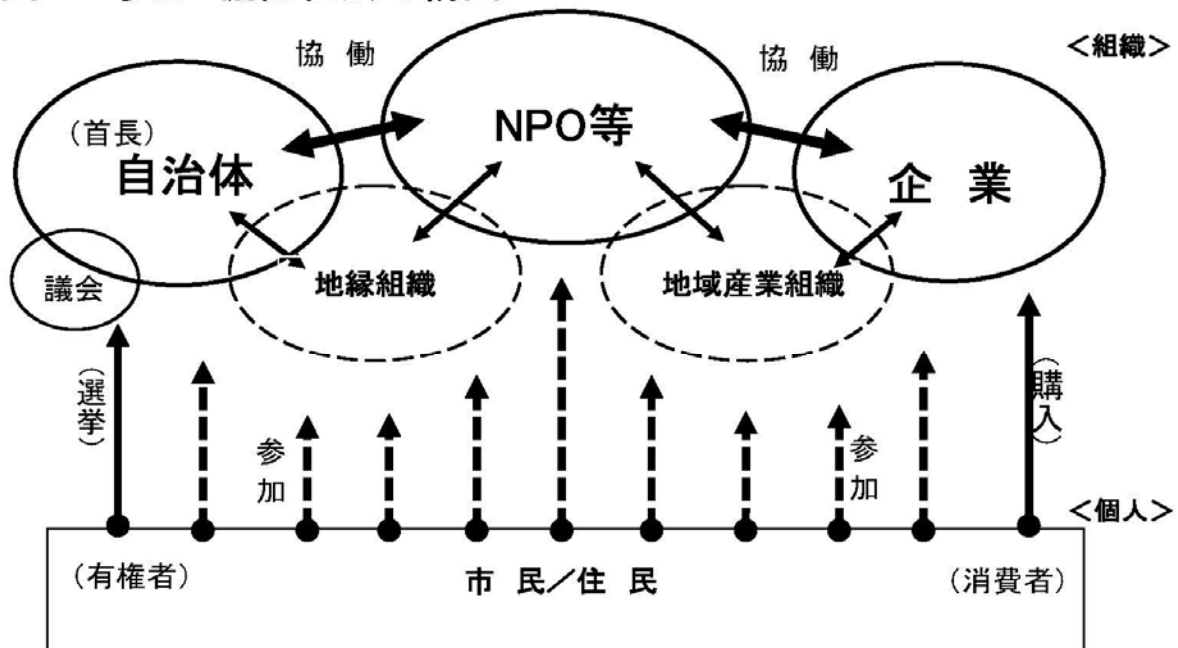 協 働
協 働
＜組織＞
(首長)
自治体
NPO等
企 業
議会
地縁組織
地域産業組織
(選挙)
(購入)
参加
参加
＜個人＞
(有権者)
市 民／住 民
(消費者)